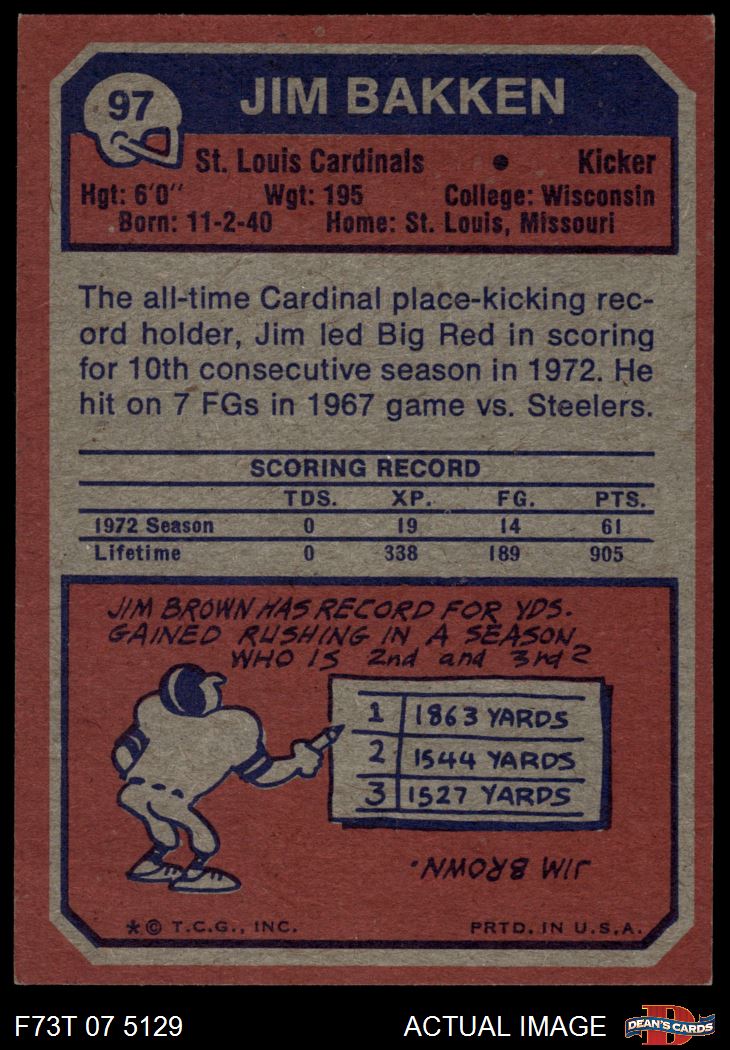 97
JIM BAKKEN
St. Louis Cardinals • Kicker
Hgt: 6'0" Wgt: 195 College: Wisconsin
Born: 11-2-40 Home: St. Louis, Missouri
The all-time Cardinal place-kicking rec-
ord holder, Jim led Big Red in scoring
for 10th consecutive season in 1972. He
hit on 7 FGs in 1967 game vs. Steelers.
SCORING RECORD
TDS. XP. FG. PTS.
1972 Season 0 19 14 61
Lifetime 0 338 189 905
JIM BROWN HAS RECORD FOR YDS.
GAINED RUSHING IN A SEASON
WHO IS 2nd and 3rd?
1 1863 YARDS
2 1544 YARDS
3 1527 YARDS
JIM BROWN.
* © T.C.G., INC. PRTD. IN U.S.A.
F73T 07 5129 ACTUAL IMAGE D DEAN'S CARDS